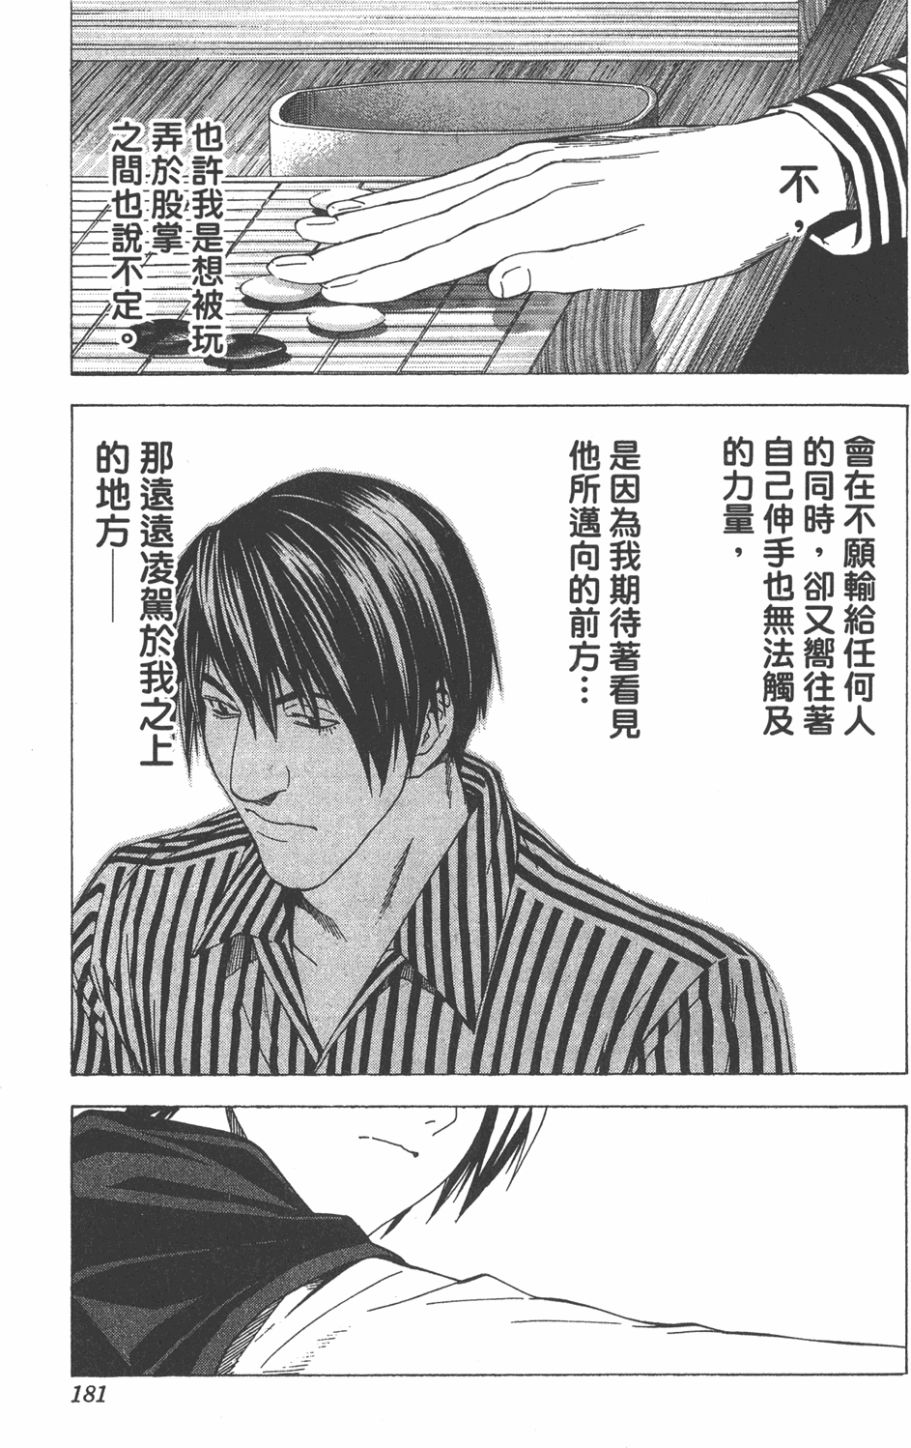 不，
也許我是想被玩
弄於股掌
之間也說不定。
會在不願輸給任何人
的同時，卻又嚮往著
自己伸手也無法觸及
的力量，
是因為我期待著看見
他所邁向的前方…
那遠遠凌駕於我之上
的地方——
181